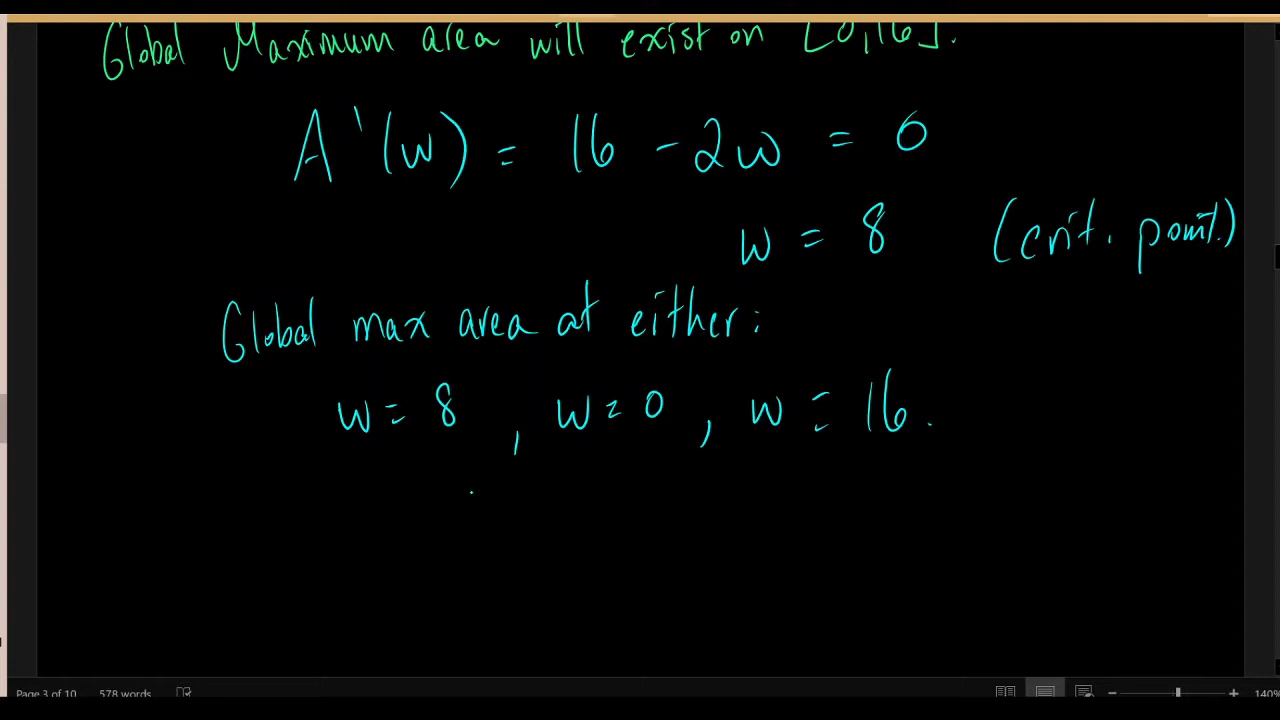 Global Maximum area will exist on [0,16].
A'(w) = 16 - 2w = 0
w = 8 (crit. point.)
Global max area at either:
w = 8 , w = 0 , w = 16.
Page 3 of 10 578 words 140%